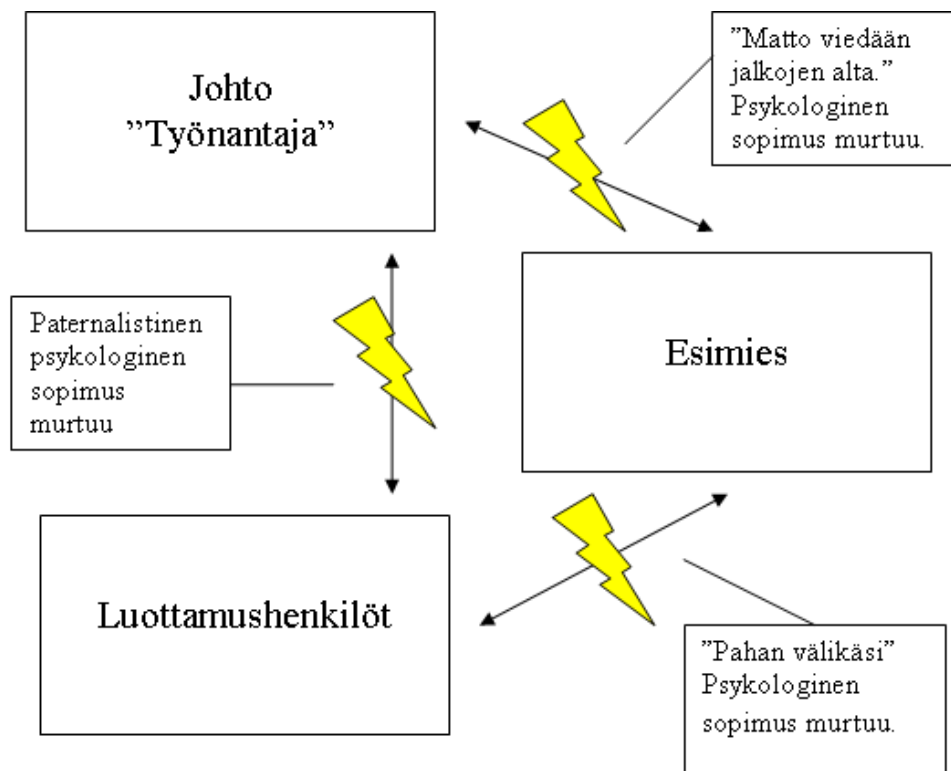 Johto
”Työnantaja”
”Matto viedään
jalkojen alta.”
Psykologinen
sopimus murtuu.
Paternalistinen
psykologinen
sopimus
murtuu
Esimies
Luottamushenkilöt
”Pahan välikäsi”
Psykologinen
sopimus murtuu.